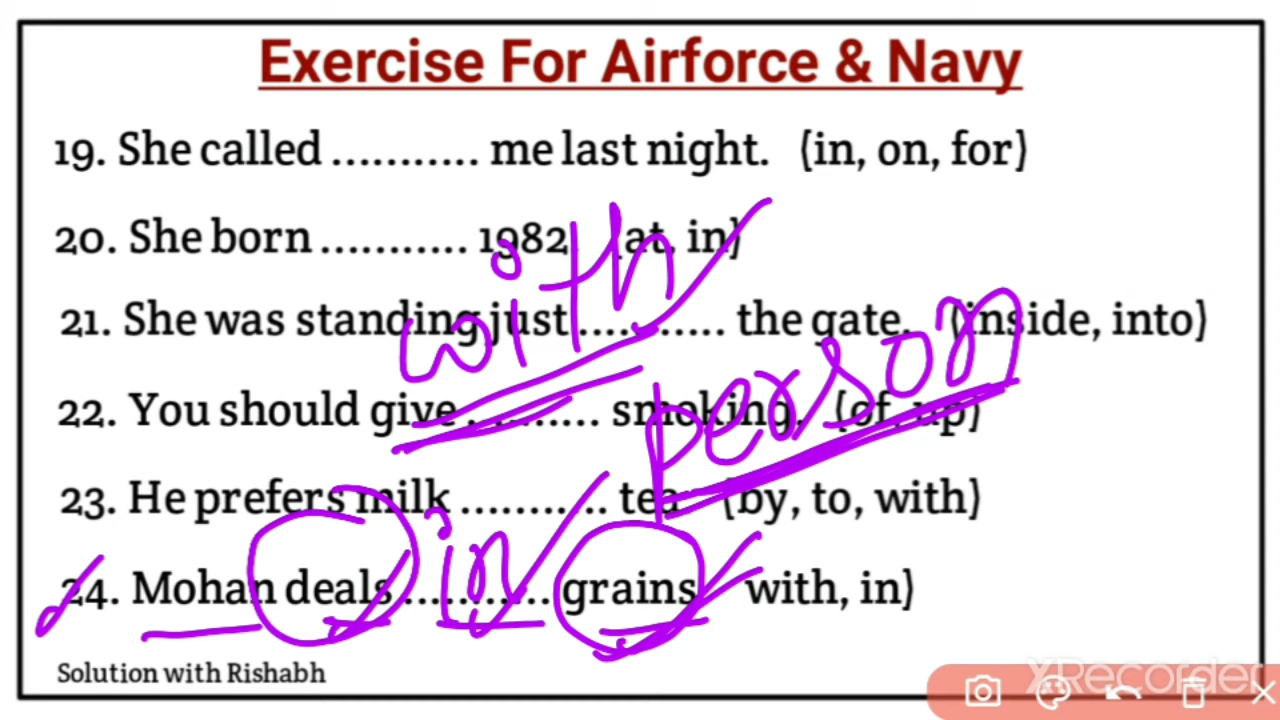 Exercise For Airforce & Navy
19. She called ........... me last night. (in, on, for)
20. She born ........... 1982. (at, in)
with
21. She was standing just ........... the gate. (inside, into)
person
22. You should give .......... smoking. (of, up)
23. He prefers milk ........... tea. (by, to, with)
24. Mohan deals ........... grains. (with, in)
in
Solution with Rishabh
XRecorder